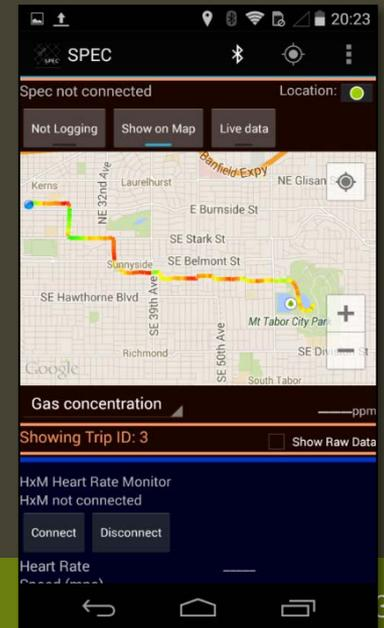 20:23
SPEC
SPEC
Spec not connected Location:
Not Logging Show on Map Live data
Banfield Expy
NE Glisan S
Kerns
NE 32nd Ave
Laurelhurst
E Burnside St
SE Stark St
SE Belmont St
Sunnyside
SE Hawthorne Blvd
SE 39th Ave
Mt Tabor City Park
Richmond
SE 50th Ave
SE Division St
Google
South Tabor
Gas concentration ppm
Showing Trip ID: 3 Show Raw Data
HxM Heart Rate Monitor
HxM not connected
Connect Disconnect
Heart Rate